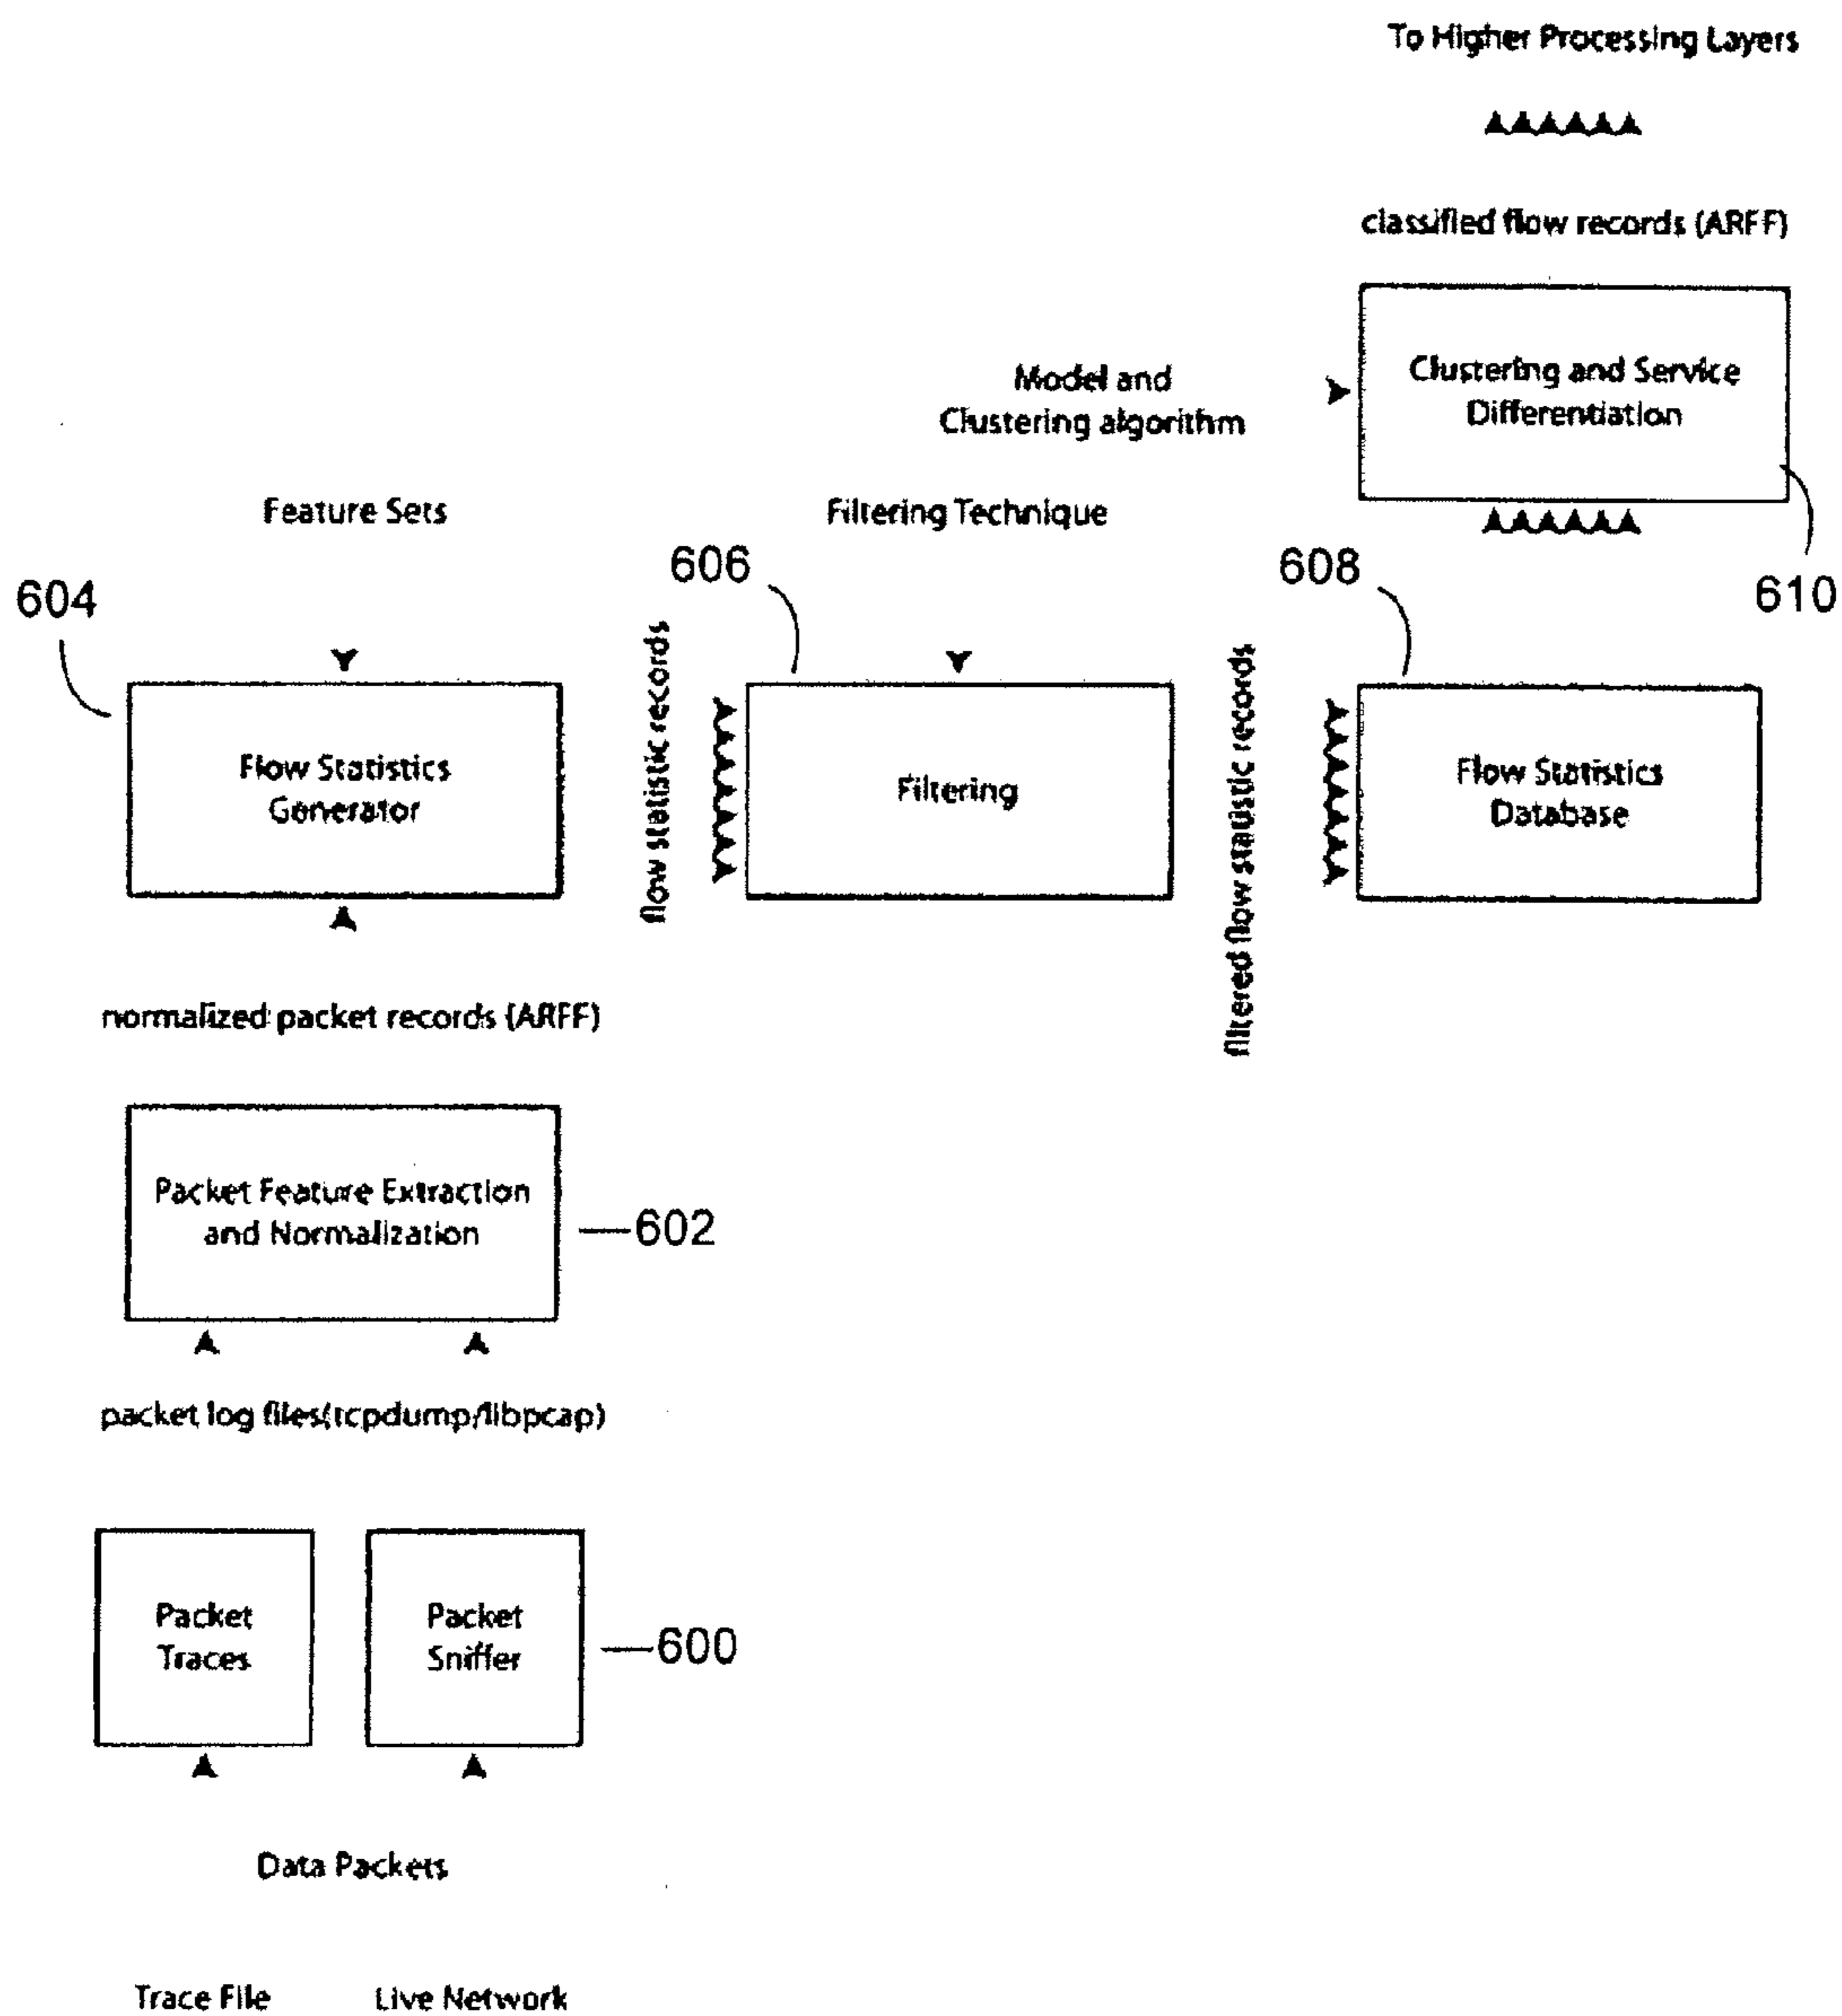 To Higher Processing Layers
classified flow records (ARFF)
Model and
Clustering algorithm
Clustering and Service
Differentiation
610
Feature Sets
Filtering Technique
604
606
608
Flow Statistics
Generator
flow statistic records
Filtering
filtered flow statistic records
Flow Statistics
Database
normalized packet records (ARFF)
Packet Feature Extraction
and Normalization
602
packet log files(tcpdump/libpcap)
Packet
Traces
Packet
Sniffer
600
Data Packets
Trace File
Live Network